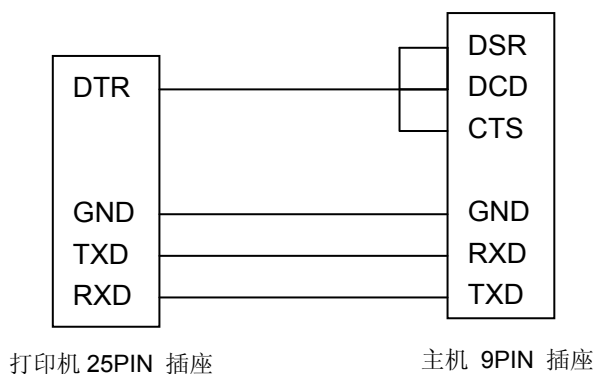 DTR
GND
TXD
RXD
DSR
DCD
CTS
GND
RXD
TXD
打印机 25PIN 插座
主机 9PIN 插座